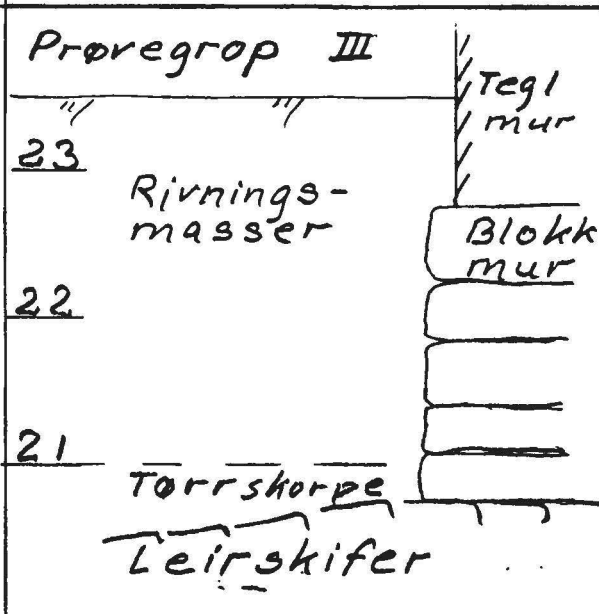 Prøvegrop III
Tegl
mur
23
Rivnings-
masser
Blokk
mur
22
21
Tørrskorpe
Leirskifer